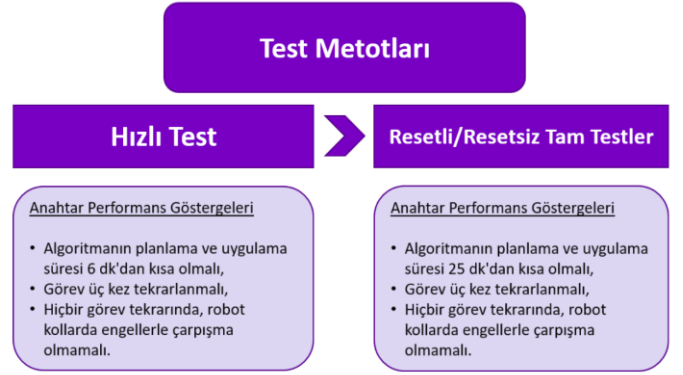 Test Metotları
Hızlı Test
Resetli/Resetsiz Tam Testler
Anahtar Performans Göstergeleri
• Algoritmanın planlama ve uygulama
süresi 6 dk'dan kısa olmalı,
• Görev üç kez tekrarlanmalı,
• Hiçbir görev tekrarında, robot
kollarda engellerle çarpışma
olmamalı.
Anahtar Performans Göstergeleri
• Algoritmanın planlama ve uygulama
süresi 25 dk'dan kısa olmalı,
• Görev üç kez tekrarlanmalı,
• Hiçbir görev tekrarında, robot
kollarda engellerle çarpışma
olmamalı.